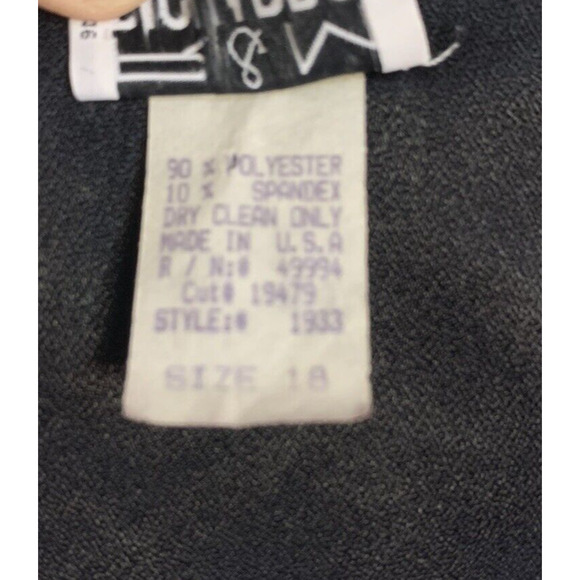 90 % POLYESTER
10 % SPANDEX
DRY CLEAN ONLY
MADE IN U.S.A
R / N:# 49994
Cut# 19479
STYLE:# 1933
SIZE 18